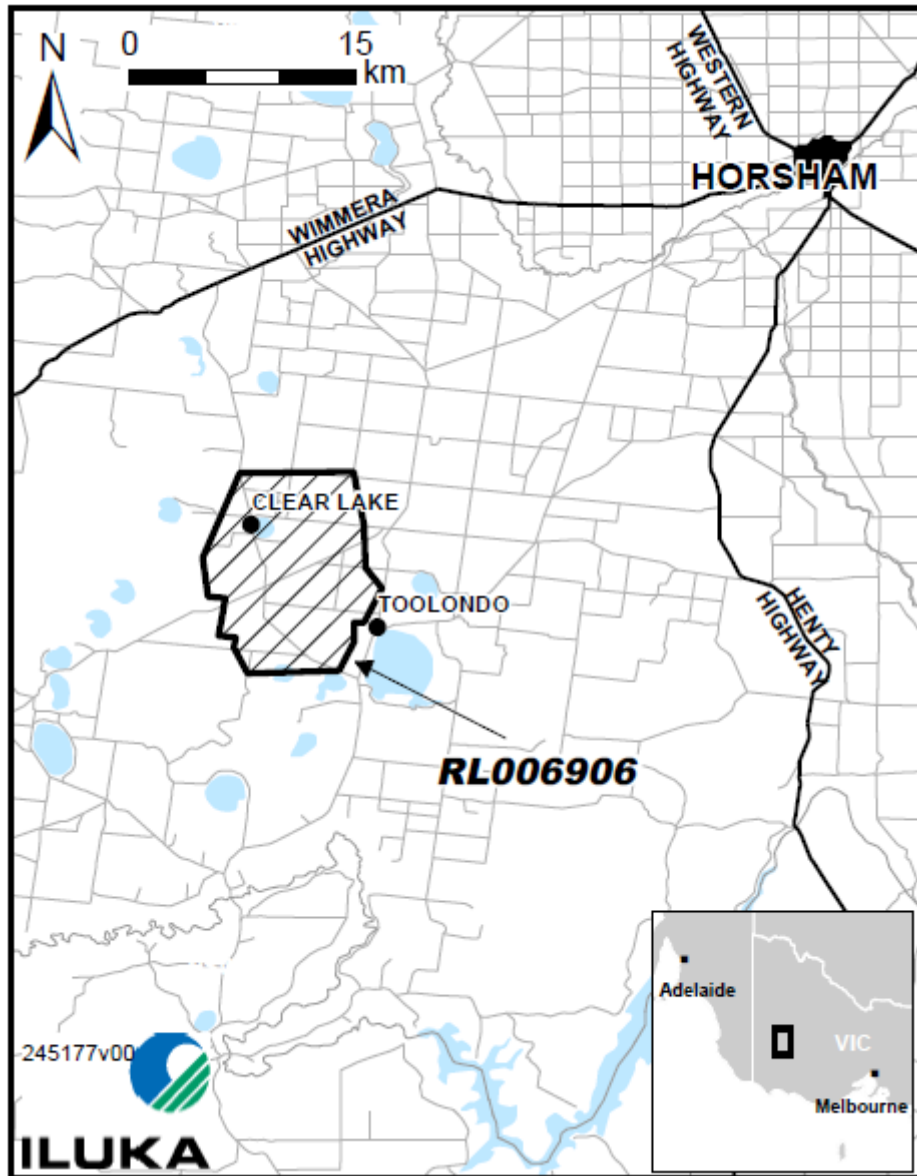 N
0 15
km
WESTERN
HIGHWAY
HORSHAM
WIMMERA
HIGHWAY
CLEAR LAKE
TOOLONDO
HENTY
HIGHWAY
RL006906
Adelaide
VIC
Melbourne
245177v00
ILUKA